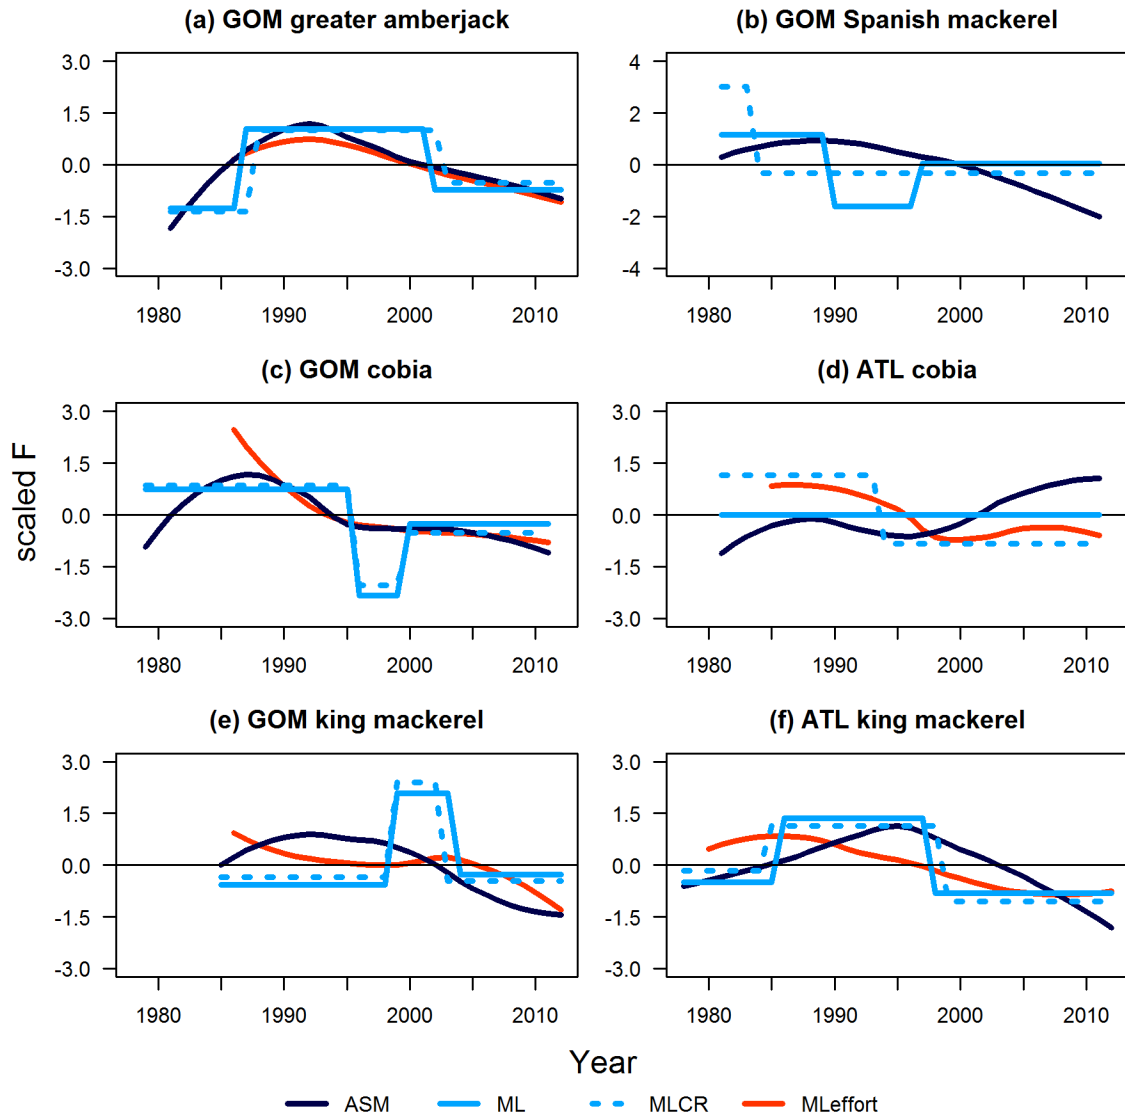 (a) GOM greater amberjack
3.0
1.5
0.0
-1.5
-3.0
1980 1990 2000 2010
(b) GOM Spanish mackerel
4
2
0
-2
-4
1980 1990 2000 2010
(c) GOM cobia
3.0
1.5
0.0
-1.5
-3.0
1980 1990 2000 2010
(d) ATL cobia
3.0
1.5
0.0
-1.5
-3.0
1980 1990 2000 2010
scaled F
(e) GOM king mackerel
3.0
1.5
0.0
-1.5
-3.0
1980 1990 2000 2010
(f) ATL king mackerel
3.0
1.5
0.0
-1.5
-3.0
1980 1990 2000 2010
Year
ASM ML MLCR MLeffort